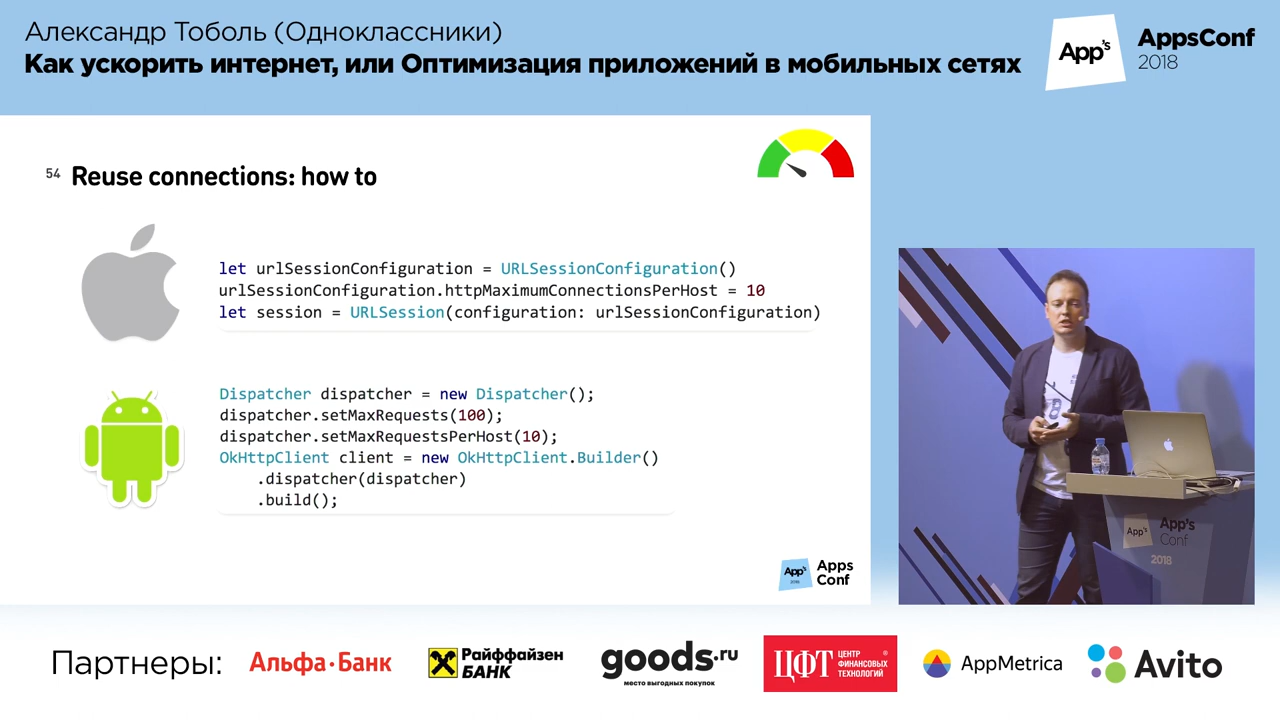 Александр Тоболь (Одноклассники)
Как ускорить интернет, или Оптимизация приложений в мобильных сетях
App's
AppsConf
2018
54 Reuse connections: how to
let urlSessionConfiguration = URLSessionConfiguration()
urlSessionConfiguration.httpMaximumConnectionsPerHost = 10
let session = URLSession(configuration: urlSessionConfiguration)
Dispatcher dispatcher = new Dispatcher();
dispatcher.setMaxRequests(100);
dispatcher.setMaxRequestsPerHost(10);
OkHttpClient client = new OkHttpClient.Builder()
.dispatcher(dispatcher)
.build();
App's
2018
Apps
Conf
App's
App's
Conf
2018
Партнеры:
Альфа·Банк
Райффайзен
БАНК
goods.ru
место выгодных покупок
ЦФТ
ЦЕНТР
ФИНАНСОВЫХ
ТЕХНОЛОГИЙ
®
AppMetrica
Avito